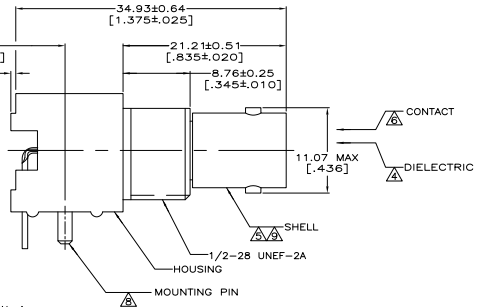 34.93±0.64
[1.375±.025]
21.21±0.51
[.835±.020]
]
8.76±0.25
[.345±.010]
CONTACT
6
11.07 MAX
[.436]
DIELECTRIC
4
SHELL
5 9
1/2-28 UNEF-2A
HOUSING
MOUNTING PIN
8